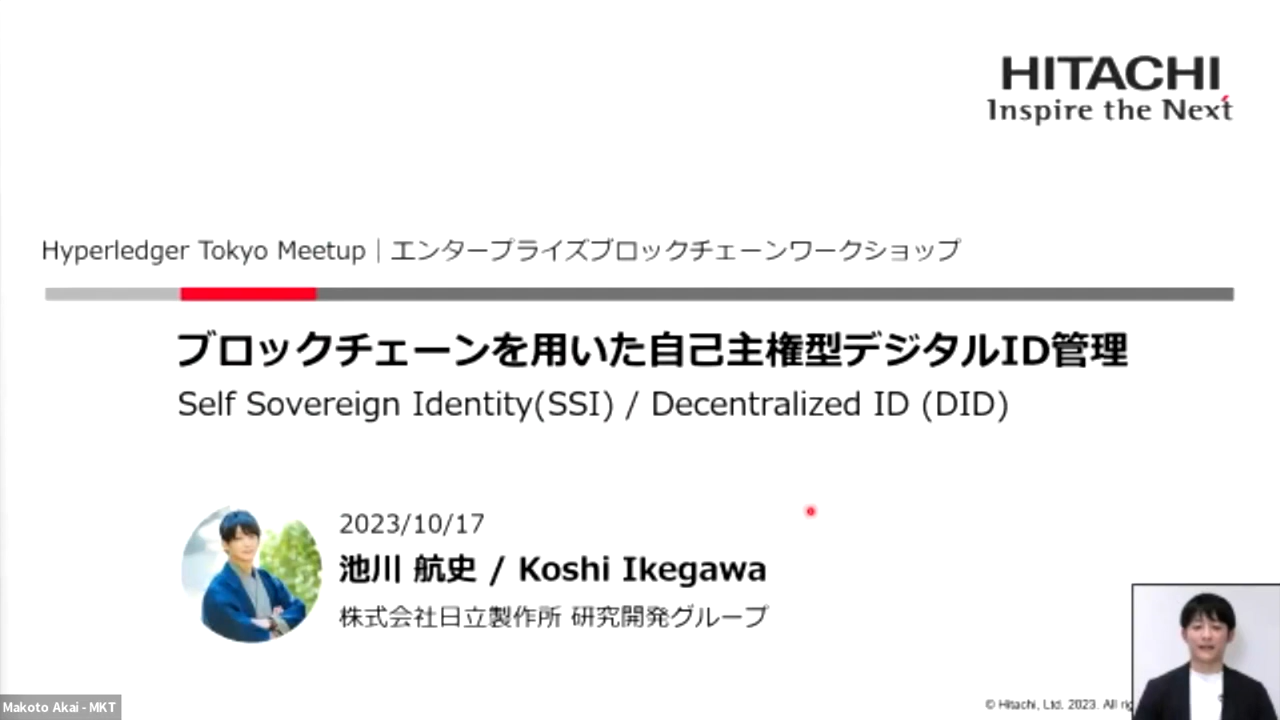 HITACHI
Inspire the Next
Hyperledger Tokyo Meetup｜エンタープライズブロックチェーンワークショップ
ブロックチェーンを用いた自己主権型デジタルID管理
Self Sovereign Identity(SSI) / Decentralized ID (DID)
2023/10/17
池川 航史 / Koshi Ikegawa
株式会社日立製作所 研究開発グループ
© Hitachi, Ltd. 2023. All
Makoto Akai - MKT